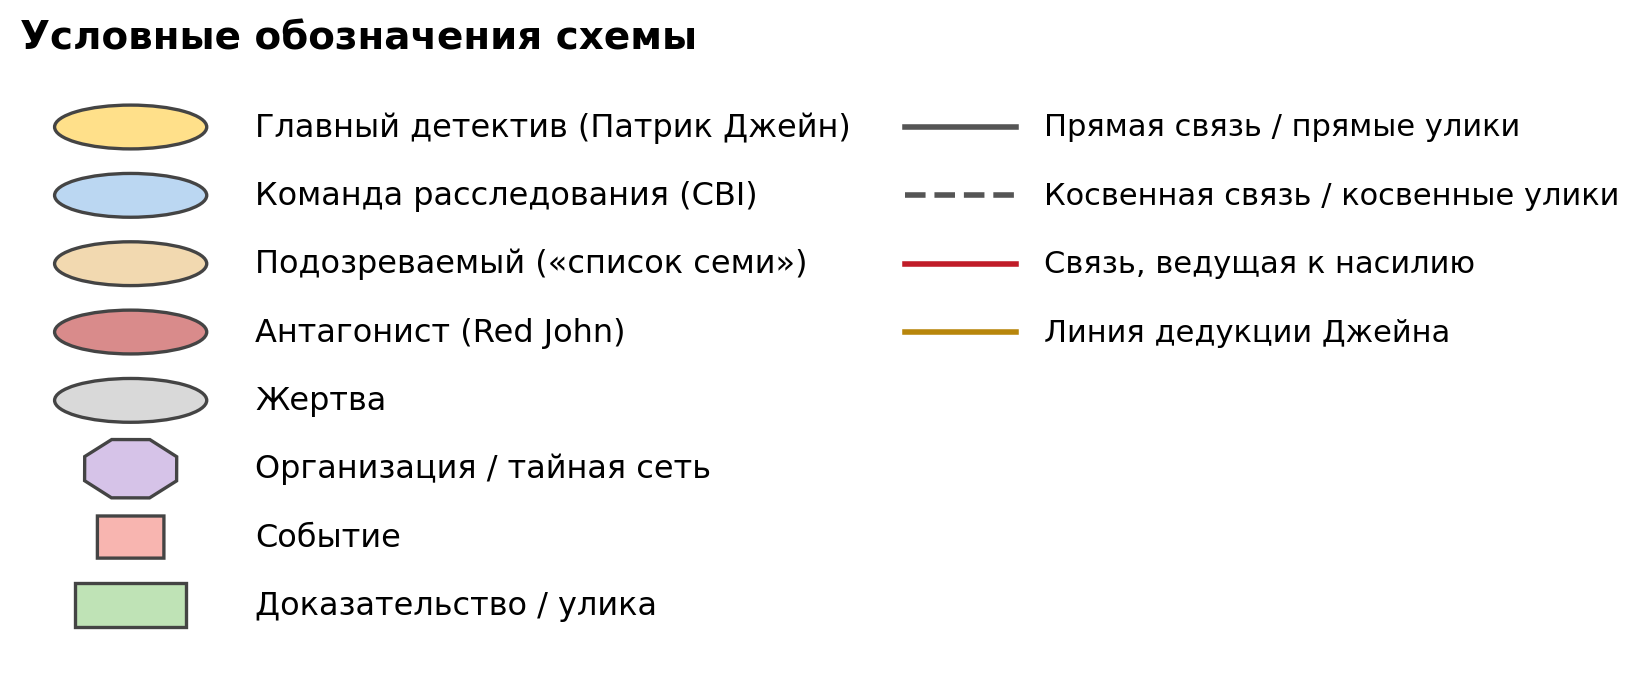 Условные обозначения схемы
Главный детектив (Патрик Джейн)
Команда расследования (CBI)
Подозреваемый («список семи»)
Антагонист (Red John)
Жертва
Организация / тайная сеть
Событие
Доказательство / улика
Прямая связь / прямые улики
Косвенная связь / косвенные улики
Связь, ведущая к насилию
Линия дедукции Джейна